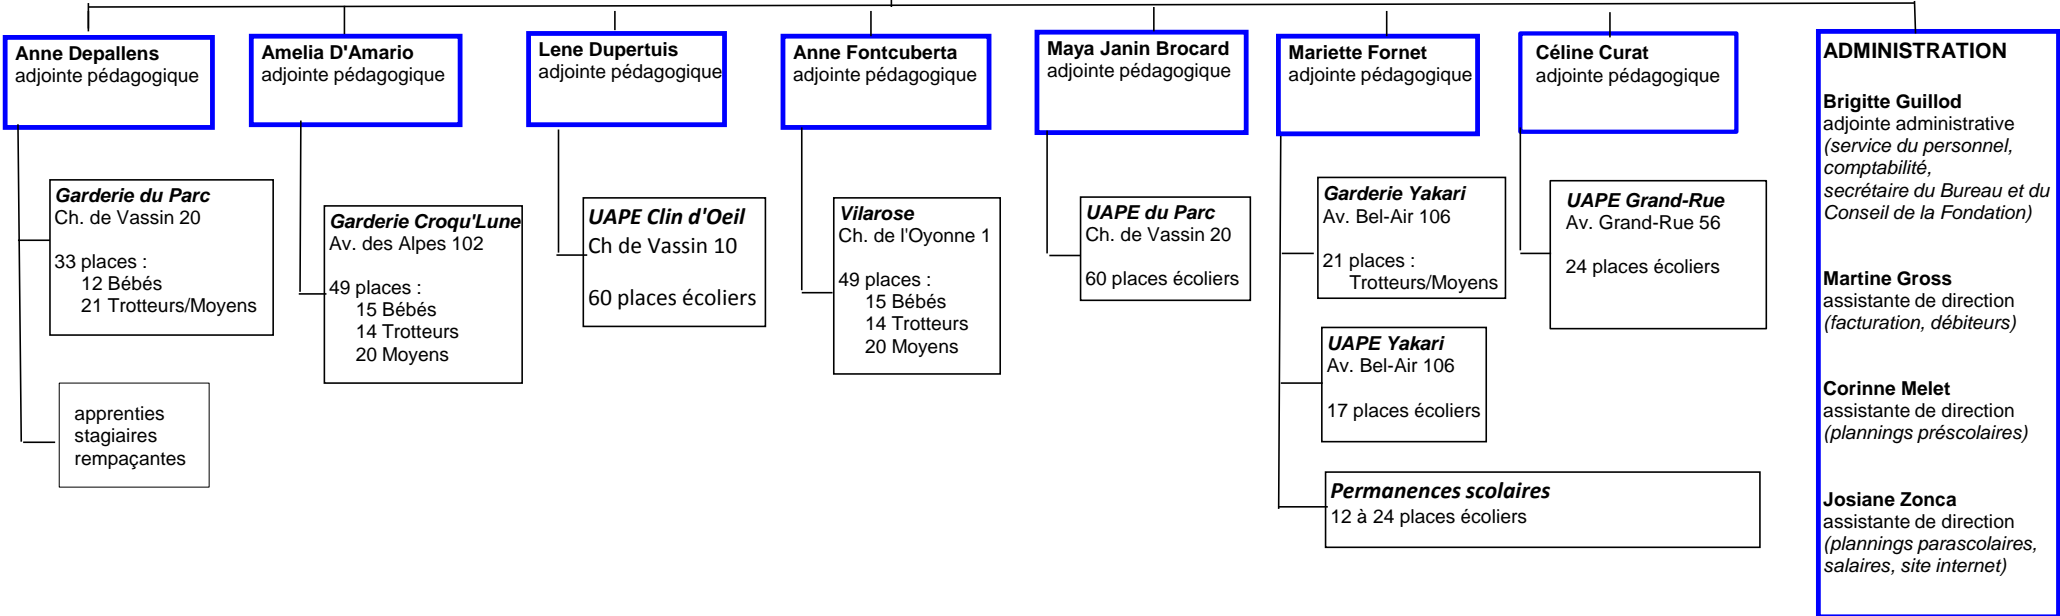 Anne Depallens
adjointe pédagogique
Amelia D'Amario
adjointe pédagogique
Lene Dupertuis
adjointe pédagogique
Anne Fontcuberta
adjointe pédagogique
Maya Janin Brocard
adjointe pédagogique
Mariette Fornet
adjointe pédagogique
Céline Curat
adjointe pédagogique
Garderie du Parc
Ch. de Vassin 20
33 places :
12 Bébés
21 Trotteurs/Moyens
apprenties
stagiaires
rempaçantes
Garderie Croqu'Lune
Av. des Alpes 102
49 places :
15 Bébés
14 Trotteurs
20 Moyens
UAPE Clin d'Oeil
Ch de Vassin 10
60 places écoliers
Vilarose
Ch. de l'Oyonne 1
49 places :
15 Bébés
14 Trotteurs
20 Moyens
UAPE du Parc
Ch. de Vassin 20
60 places écoliers
Garderie Yakari
Av. Bel-Air 106
21 places :
Trotteurs/Moyens
UAPE Yakari
Av. Bel-Air 106
17 places écoliers
Permanences scolaires
12 à 24 places écoliers
UAPE Grand-Rue
Av. Grand-Rue 56
24 places écoliers
ADMINISTRATION
Brigitte Guillod
adjointe administrative
(service du personnel,
comptabilité,
secrétaire du Bureau et du
Conseil de la Fondation)
Martine Gross
assistante de direction
(facturation, débiteurs)
Corinne Melet
assistante de direction
(plannings préscolaires)
Josiane Zonca
assistante de direction
(plannings parascolaires,
salaires, site internet)